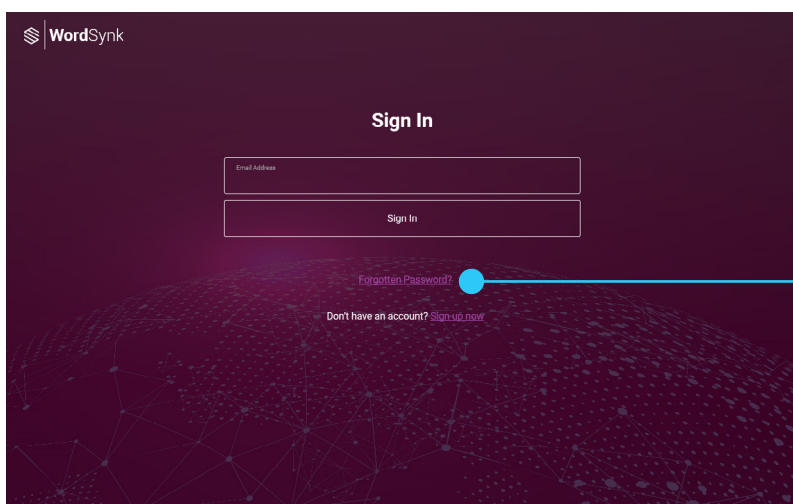 WordSynk
Sign In
Email Address
Sign In
Forgotten Password?
Don't have an account? Sign-up now